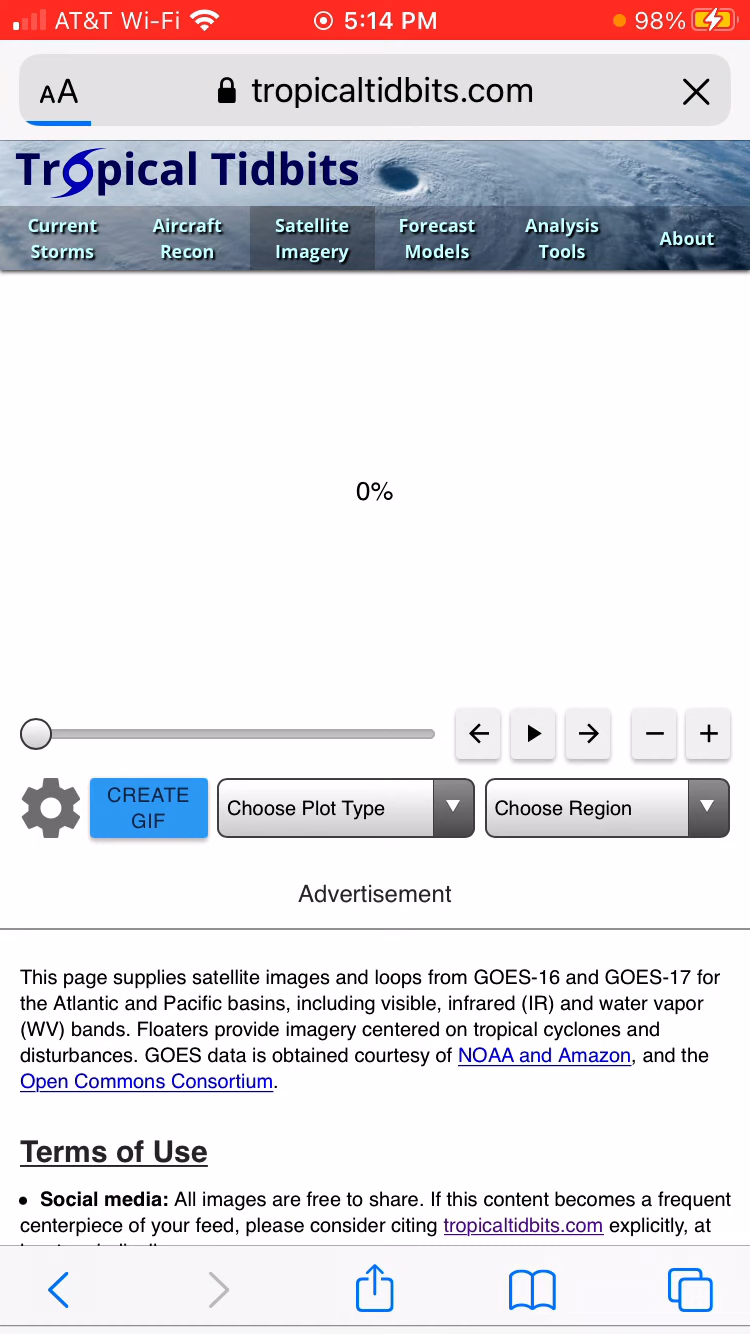 AT&T Wi-Fi 5:14 PM 98%
AA tropicaltidbits.com
Tropical Tidbits
Current Storms Aircraft Recon Satellite Imagery Forecast Models Analysis Tools About
0%
CREATE GIF Choose Plot Type Choose Region
Advertisement
This page supplies satellite images and loops from GOES-16 and GOES-17 for
the Atlantic and Pacific basins, including visible, infrared (IR) and water vapor
(WV) bands. Floaters provide imagery centered on tropical cyclones and
disturbances. GOES data is obtained courtesy of NOAA and Amazon, and the
Open Commons Consortium.
Terms of Use
• Social media: All images are free to share. If this content becomes a frequent
centerpiece of your feed, please consider citing tropicaltidbits.com explicitly, at